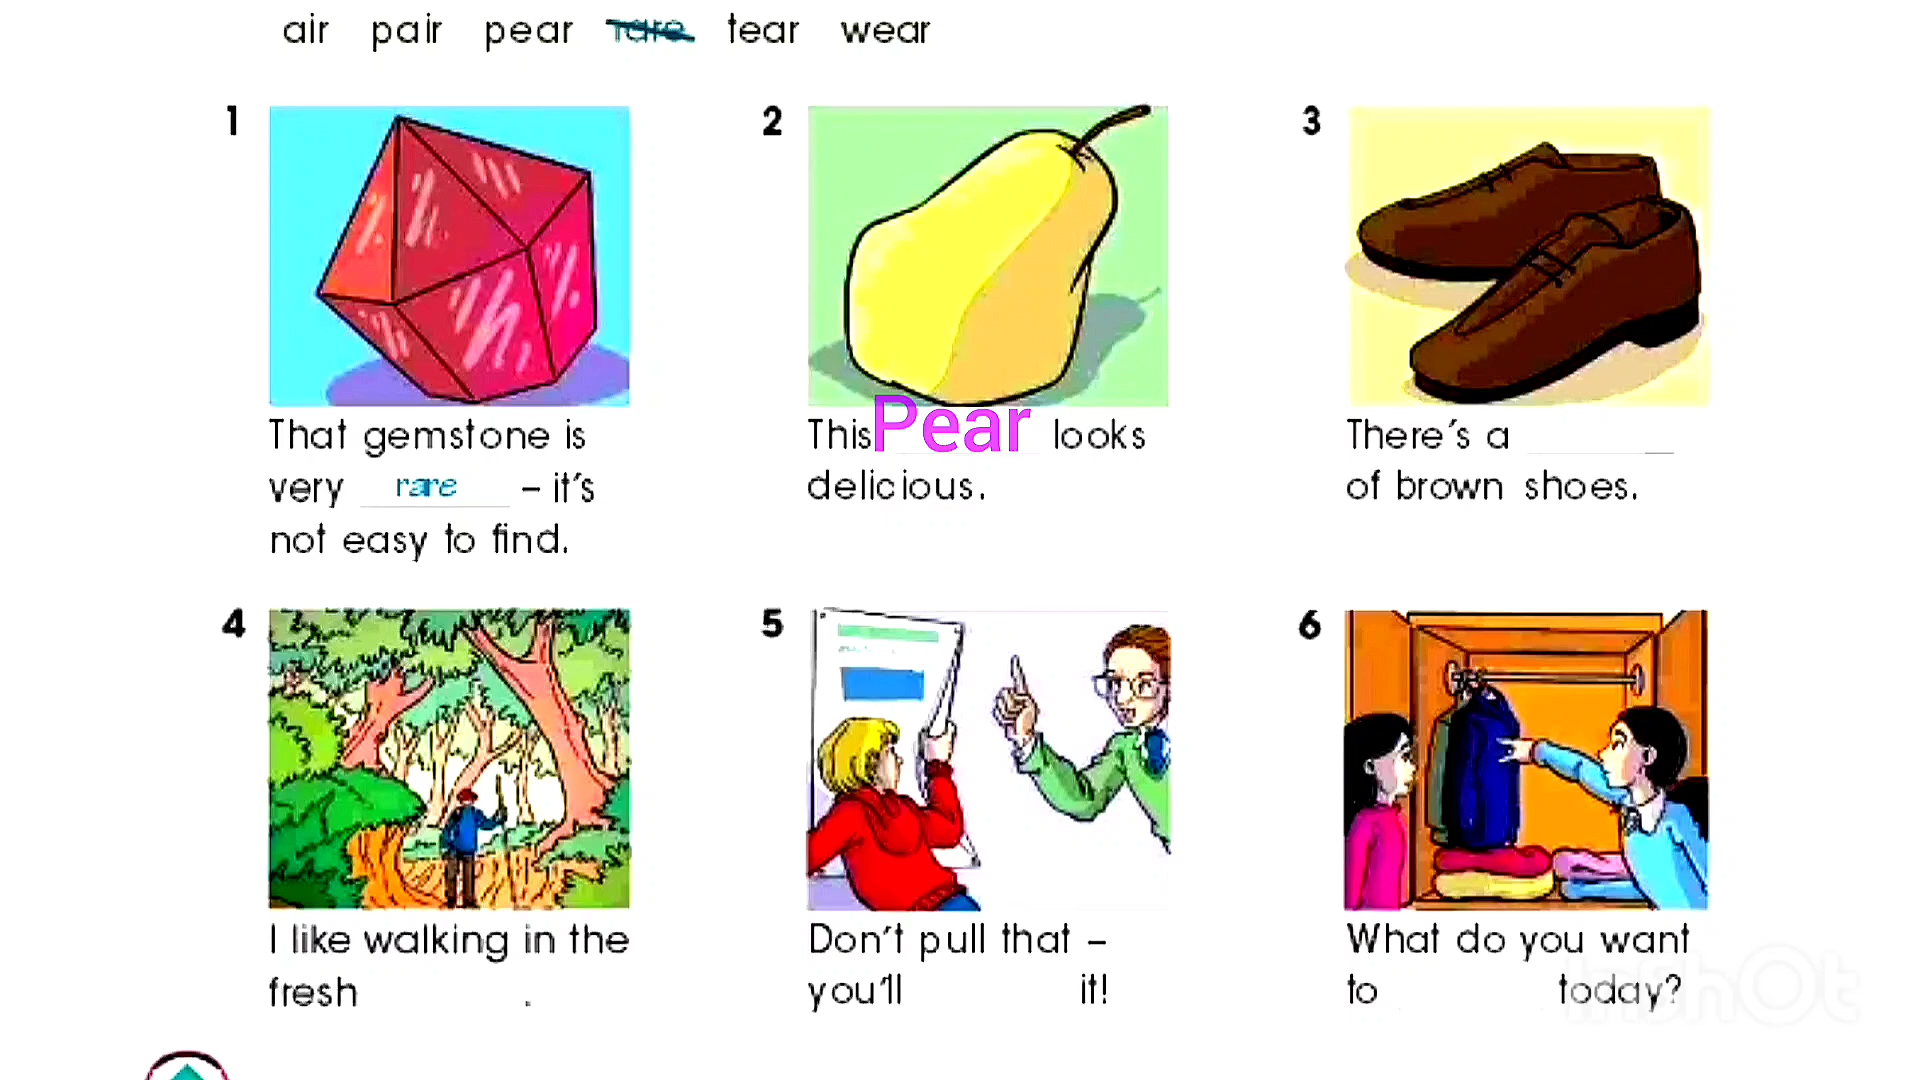 air pair pear rare tear wear
1 2 3
That gemstone is
very rare – it's
not easy to find.
This Pear looks
delicious.
There's a
of brown shoes.
4 5 6
I like walking in the
fresh .
Don't pull that –
you'll it!
What do you want
to today?
InShOt